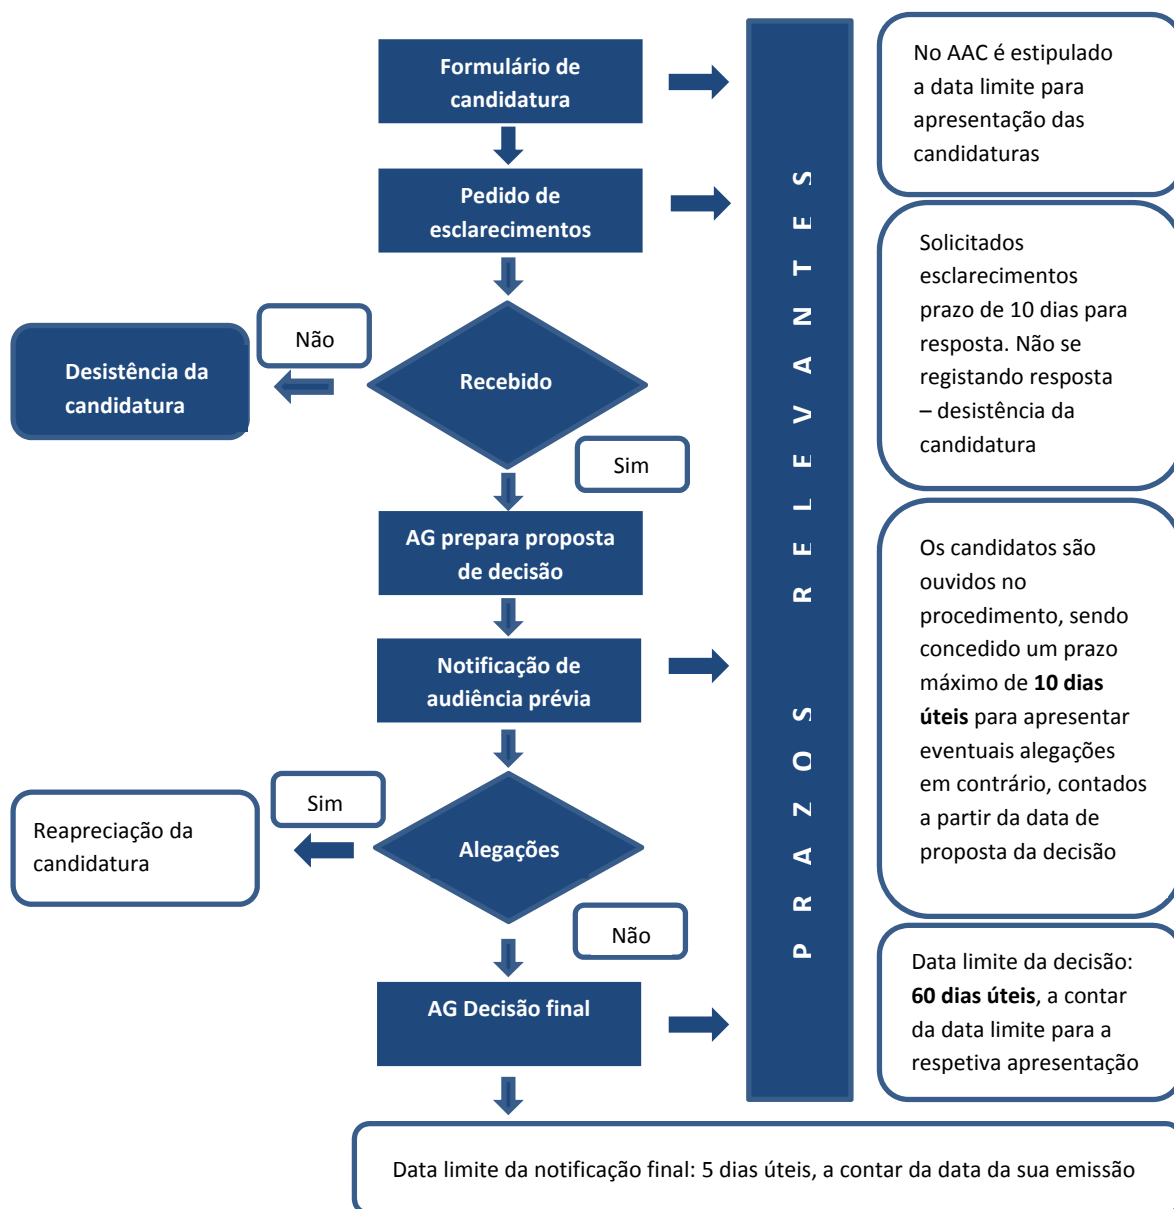 Formulário de
candidatura
No AAC é estipulado
a data limite para
apresentação das
candidaturas
Pedido de
esclarecimentos
Solicitados
esclarecimentos
prazo de 10 dias para
resposta. Não se
registando resposta
– desistência da
candidatura
Não
Desistência da
candidatura
Recebido
Sim
PRAZOS RELEVANTES
AG prepara proposta
de decisão
Os candidatos são
ouvidos no
procedimento, sendo
concedido um prazo
máximo de 10 dias
úteis para apresentar
eventuais alegações
em contrário, contados
a partir da data de
proposta da decisão
Notificação de
audiência prévia
Sim
Reapreciação da
candidatura
Alegações
Não
AG Decisão final
Data limite da decisão:
60 dias úteis, a contar
da data limite para a
respetiva apresentação
Data limite da notificação final: 5 dias úteis, a contar da data da sua emissão